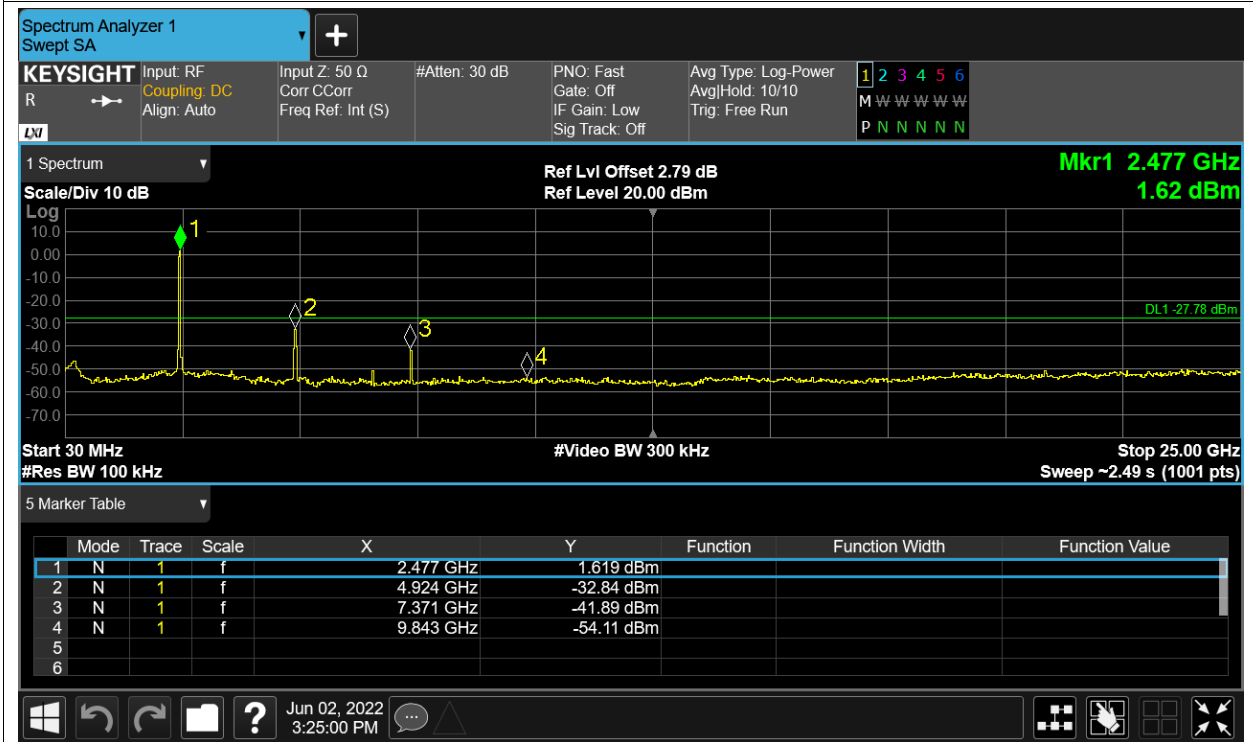 Spectrum Analyzer 1
Swept SA
+
KEYSIGHT Input: RF Input Z: 50 Ω #Atten: 30 dB PNO: Fast Avg Type: Log-Power 1 2 3 4 5 6
R Coupling: DC Corr CCorr Gate: Off Avg|Hold: 10/10 M W W W W W
Align: Auto Freq Ref: Int (S) IF Gain: Low Trig: Free Run
LXI Sig Track: Off P N N N N N
1 Spectrum Ref Lvl Offset 2.79 dB Mkr1 2.477 GHz
Scale/Div 10 dB Ref Level 20.00 dBm 1.62 dBm
Log
10.0 1
0.00
-10.0
-20.0 2 DL1 -27.78 dBm
-30.0 3
-40.0 4
-50.0
-60.0
-70.0
Start 30 MHz #Video BW 300 kHz Stop 25.00 GHz
#Res BW 100 kHz Sweep ~2.49 s (1001 pts)
5 Marker Table
Mode Trace Scale X Y Function Function Width Function Value
1 N 1 f 2.477 GHz 1.619 dBm
2 N 1 f 4.924 GHz -32.84 dBm
3 N 1 f 7.371 GHz -41.89 dBm
4 N 1 f 9.843 GHz -54.11 dBm
5
6
? Jun 02, 2022
3:25:00 PM